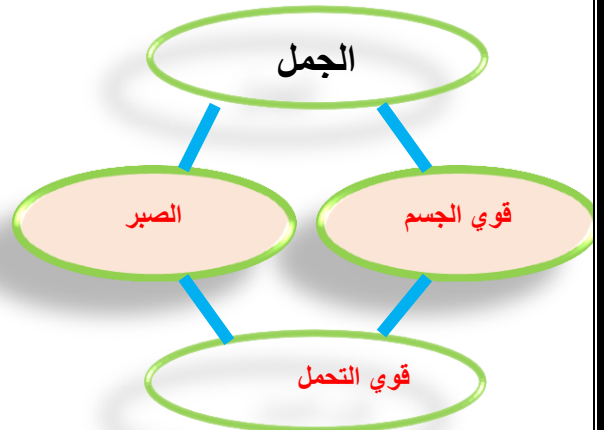 الجمل
قوي الجسم
الصبر
قوي التحمل